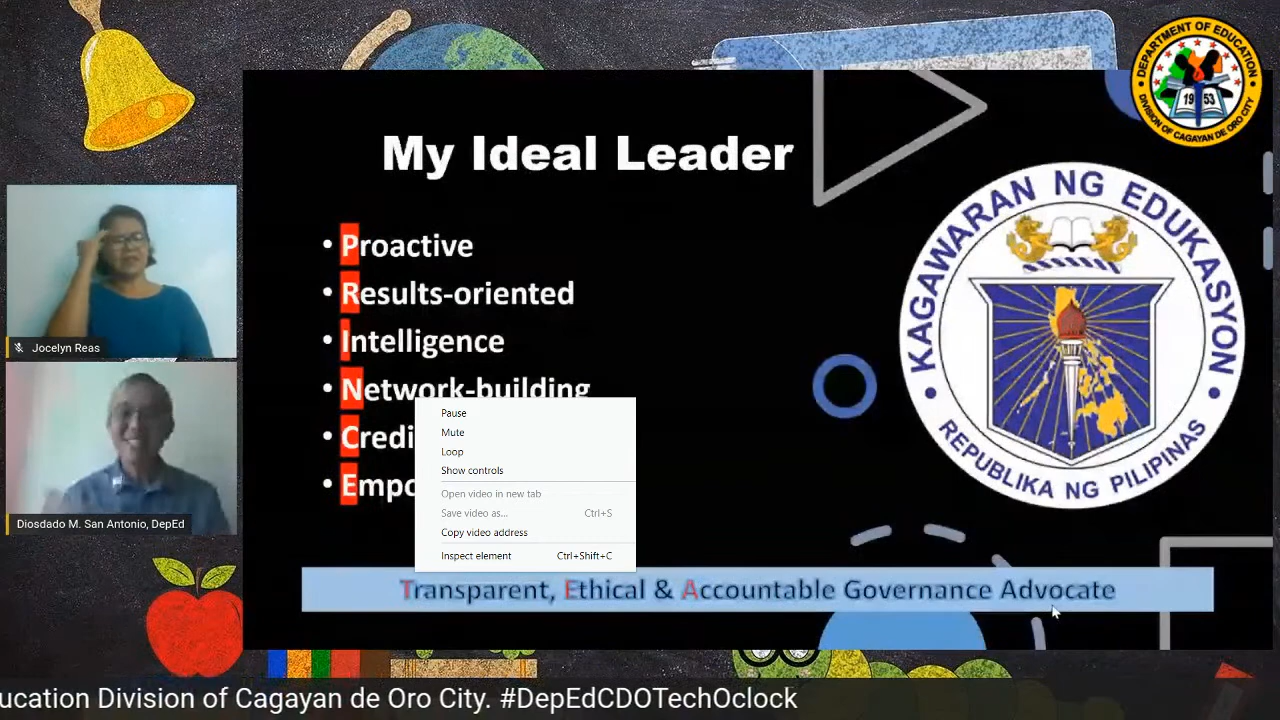 DEPARTMENT OF EDUCATION
1953
DIVISION OF CAGAYAN DE ORO CITY
My Ideal Leader
• Proactive
• Results-oriented
• Intelligence
• Network-building
• Credi
• Empo
KAGAWARAN NG EDUKASYON
REPUBLIKA NG PILIPINAS
Jocelyn Reas
Diosdado M. San Antonio, DepEd
Pause
Mute
Loop
Show controls
Open video in new tab
Save video as... Ctrl+S
Copy video address
Inspect element Ctrl+Shift+C
Transparent, Ethical & Accountable Governance Advocate
ucation Division of Cagayan de Oro City. #DepEdCDOTechOclock